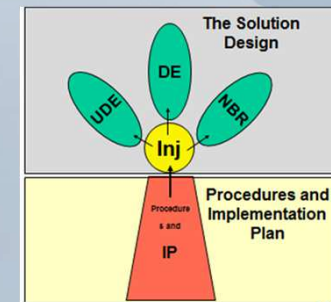 The Solution
Design
DE
UDE
NBR
Inj
Procedure
s and
IP
Procedures and
Implementation
Plan